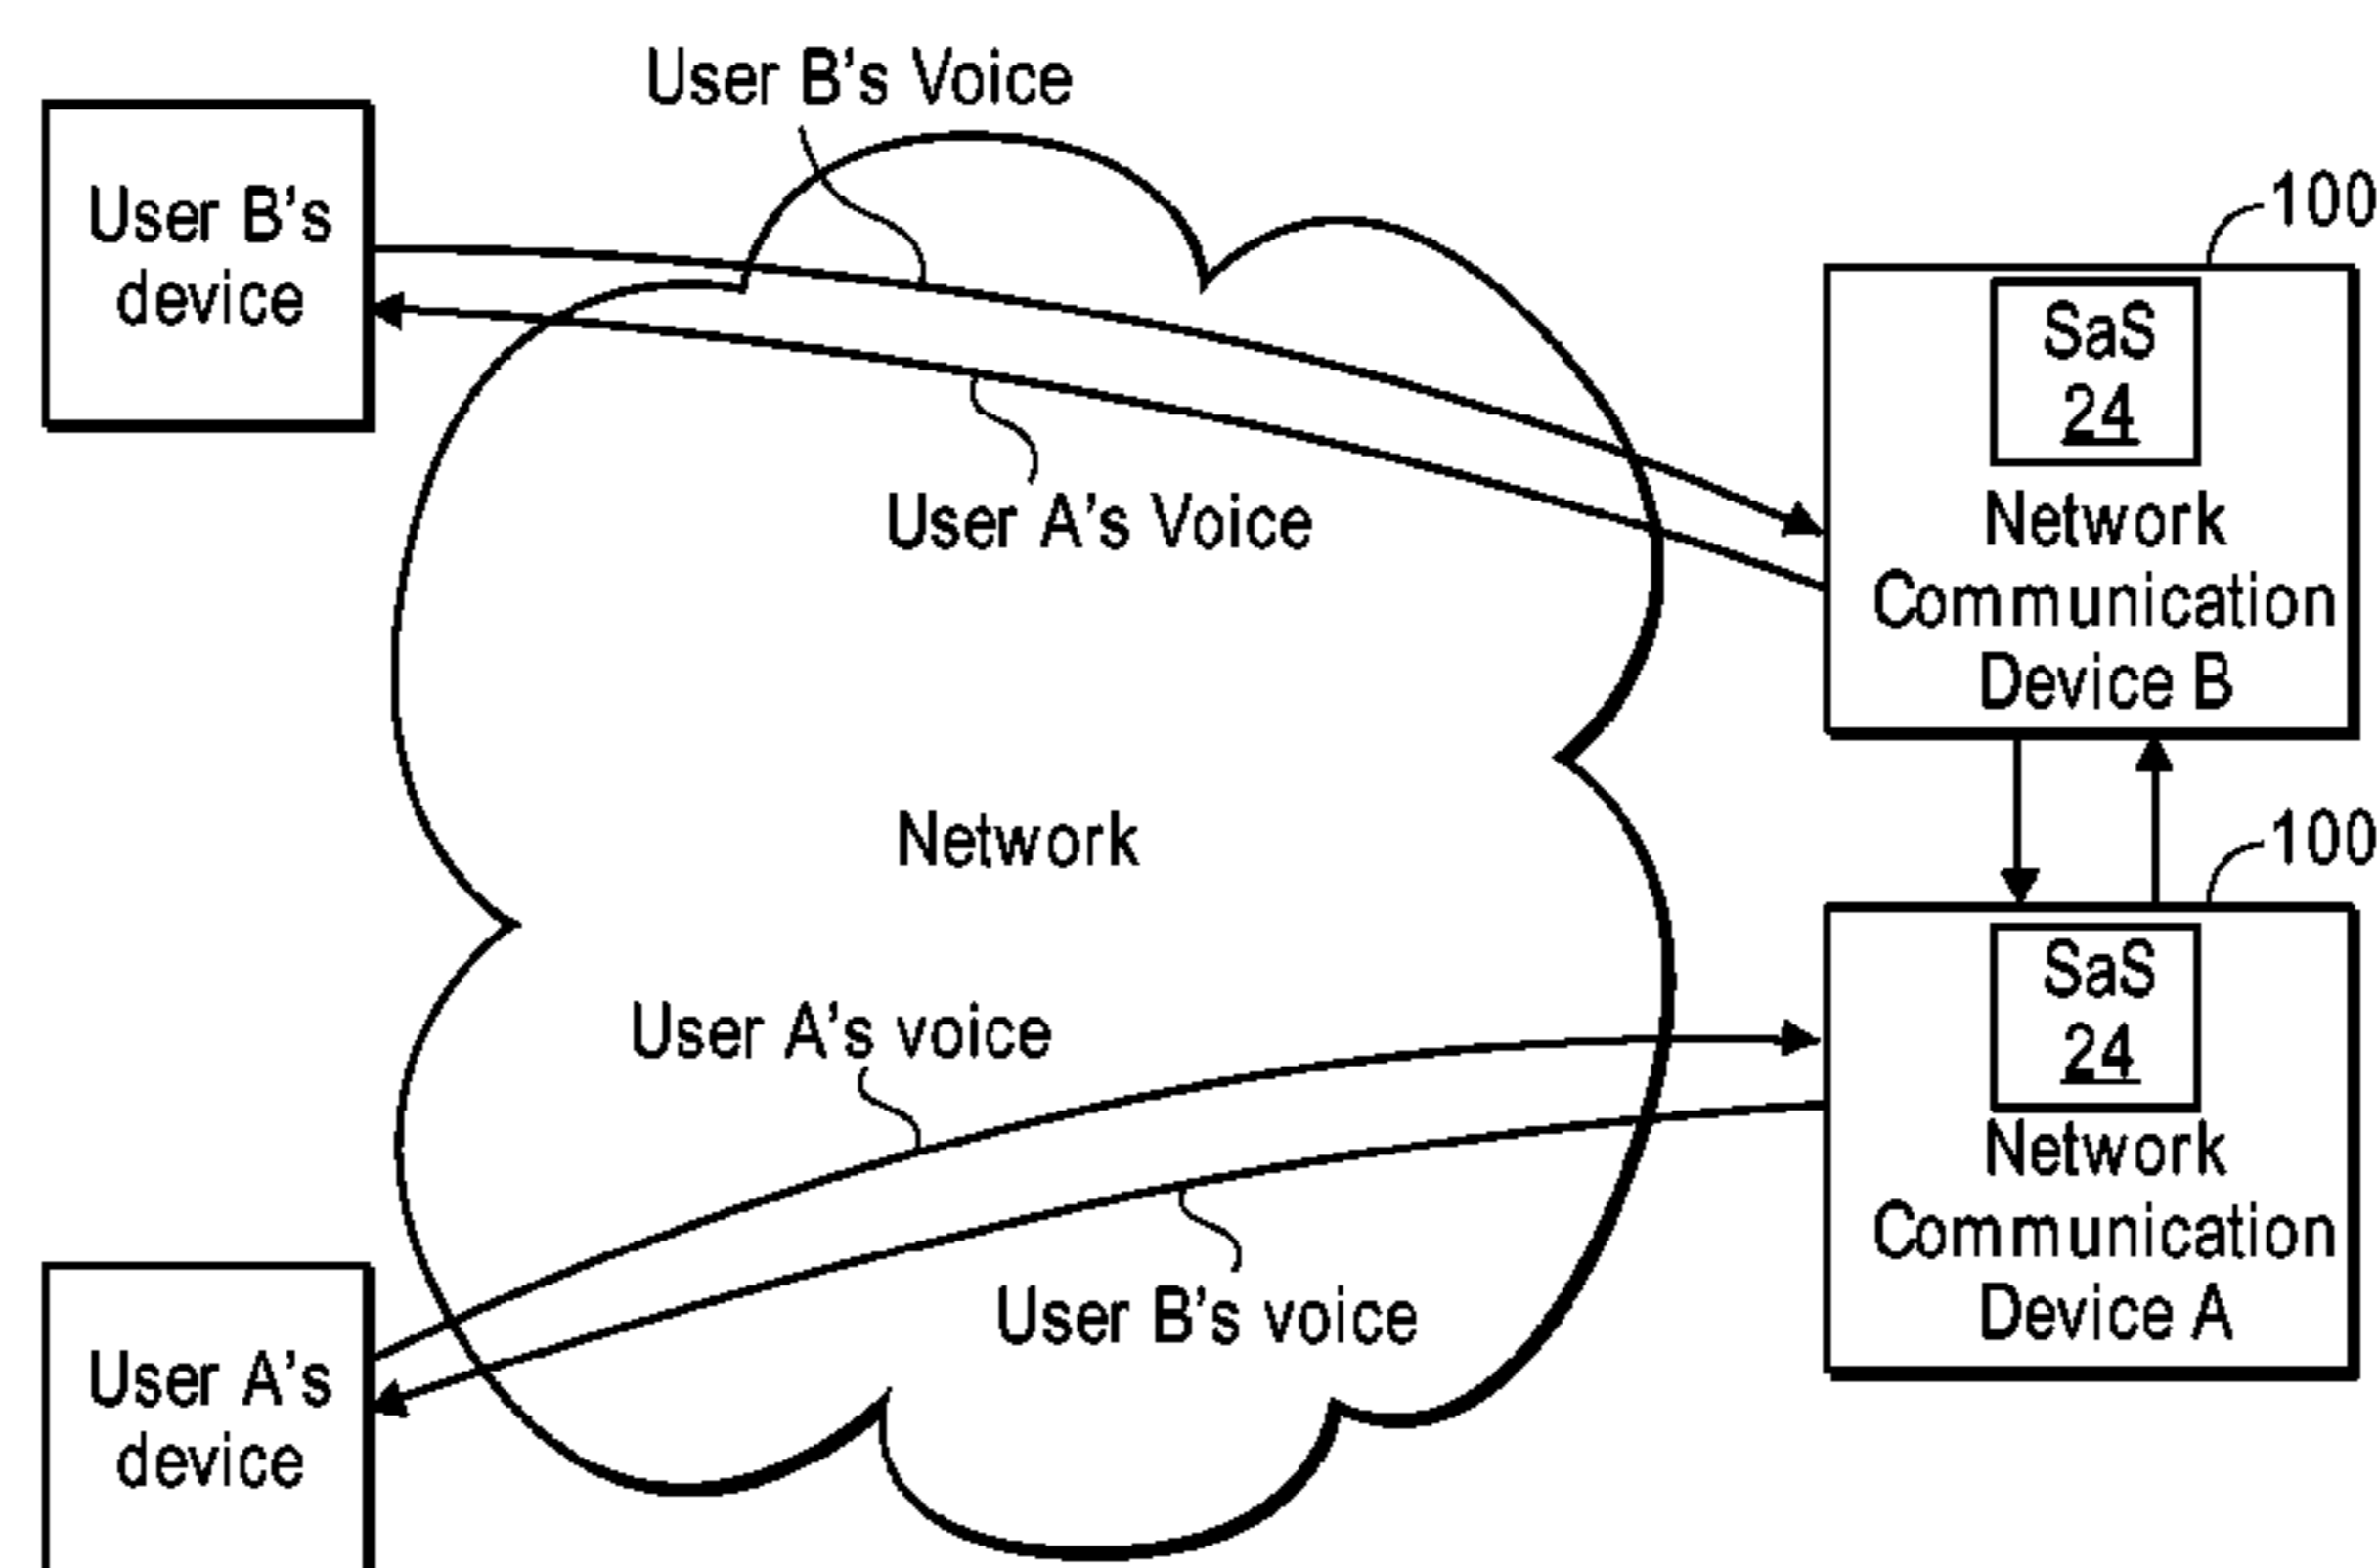 User B's Voice
User B's
device
100
SaS
24
User A's Voice
Network
Communication
Device B
Network
100
SaS
24
User A's voice
Network
Communication
Device A
User B's voice
User A's
device